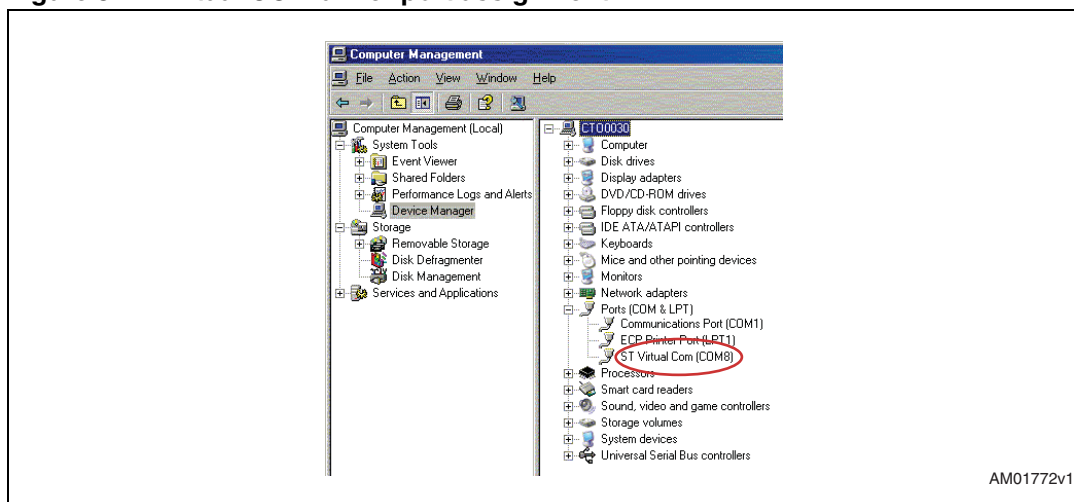 Computer Management
File Action View Window Help
Computer Management (Local)
System Tools
Event Viewer
Shared Folders
Performance Logs and Alerts
Device Manager
Storage
Removable Storage
Disk Defragmenter
Disk Management
Services and Applications
CTO0030
Computer
Disk drives
Display adapters
DVD/CD-ROM drives
Floppy disk controllers
IDE ATA/ATAPI controllers
Keyboards
Mice and other pointing devices
Monitors
Network adapters
Ports (COM & LPT)
Communications Port (COM1)
ECP Printer Port (LPT1)
ST Virtual Com (COM8)
Processors
Smart card readers
Sound, video and game controllers
Storage volumes
System devices
Universal Serial Bus controllers
AM01772v1